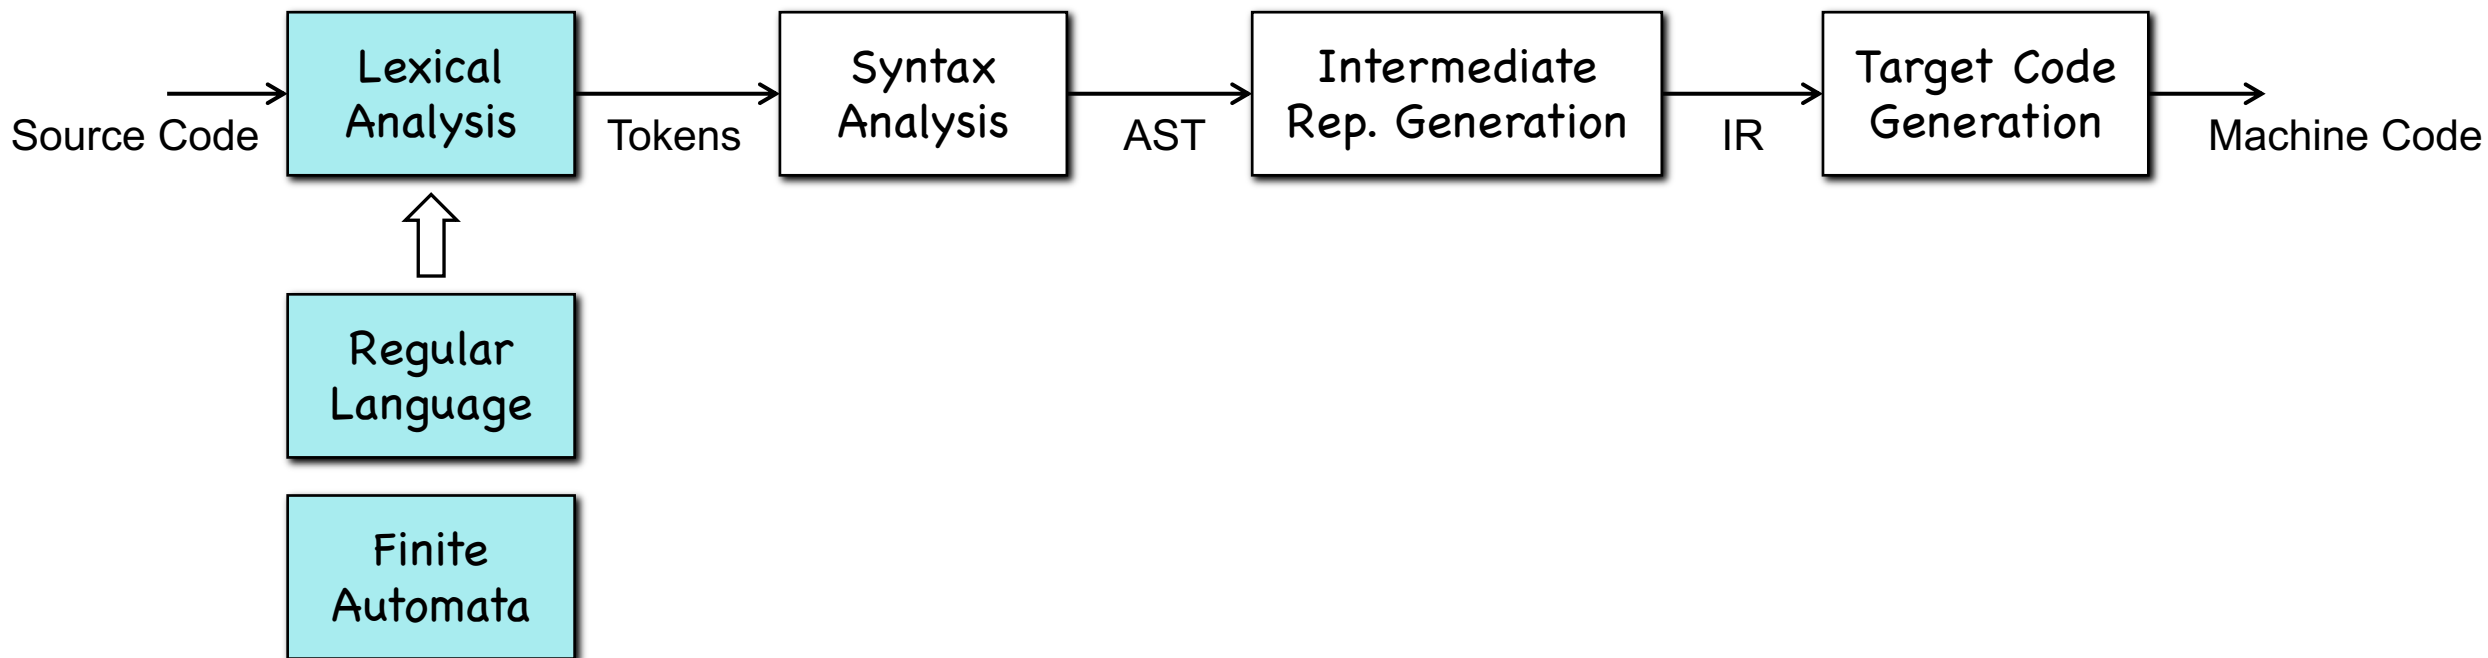 Lexical
Analysis
Syntax
Analysis
Intermediate
Rep. Generation
Target Code
Generation
Source Code
Tokens
AST
IR
Machine Code
Regular
Language
Finite
Automata